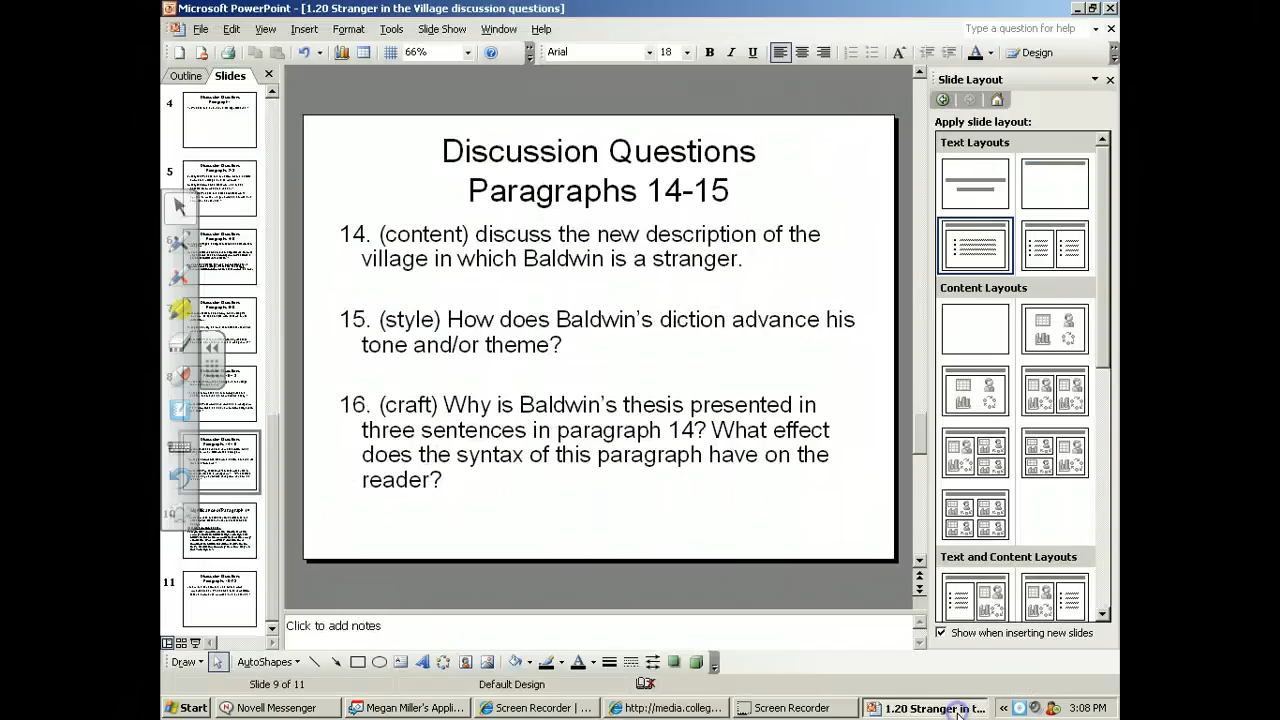 Microsoft PowerPoint - [1.20 Stranger in the Village discussion questions]
File Edit View Insert Format Tools Slide Show Window Help
Type a question for help
66%
Arial
18
B I U
A
A
Design
Outline
Slides
Slide Layout
Apply slide layout:
Text Layouts
Content Layouts
Text and Content Layouts
Show when inserting new slides
4
5
11
Discussion Questions
Paragraphs 14-15
14. (content) discuss the new description of the
village in which Baldwin is a stranger.
15. (style) How does Baldwin's diction advance his
tone and/or theme?
16. (craft) Why is Baldwin's thesis presented in
three sentences in paragraph 14? What effect
does the syntax of this paragraph have on the
reader?
Click to add notes
Draw
AutoShapes
A
Slide 9 of 11
Default Design
Start
Novell Messenger
Megan Miller's Appli...
Screen Recorder | ...
http://media.colleg...
Screen Recorder
1.20 Stranger in t...
3:08 PM